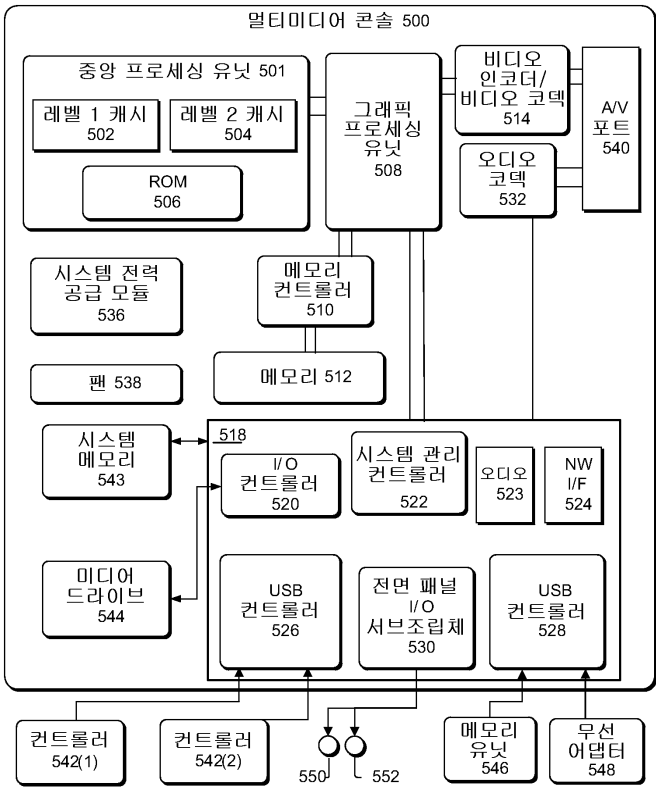 멀티미디어 콘솔 500
중앙 프로세싱 유닛 501
레벨 1 캐시
502
레벨 2 캐시
504
ROM
506
그래픽
프로세싱
유닛
508
비디오
인코더/
비디오 코덱
514
A/V
포트
540
오디오
코덱
532
시스템 전력
공급 모듈
536
메모리
컨트롤러
510
팬 538
메모리 512
시스템
메모리
543
518
I/O
컨트롤러
520
시스템 관리
컨트롤러
522
오디오
523
NW
I/F
524
미디어
드라이브
544
USB
컨트롤러
526
전면 패널
I/O
서브조립체
530
USB
컨트롤러
528
컨트롤러
542(1)
컨트롤러
542(2)
550
552
메모리
유닛
546
무선
어댑터
548